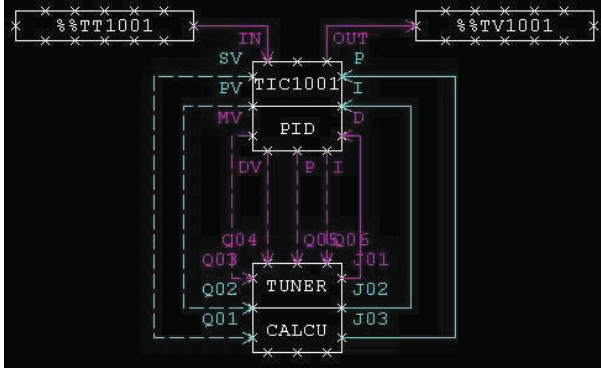 %%TT1001 %%TV1001
IN OUT
SV P
TIC1001
PV I
MV D
PID
DV P I
Q04 Q05 Q06
Q03 J01
TUNER
Q02 J02
Q01 J03
CALCU